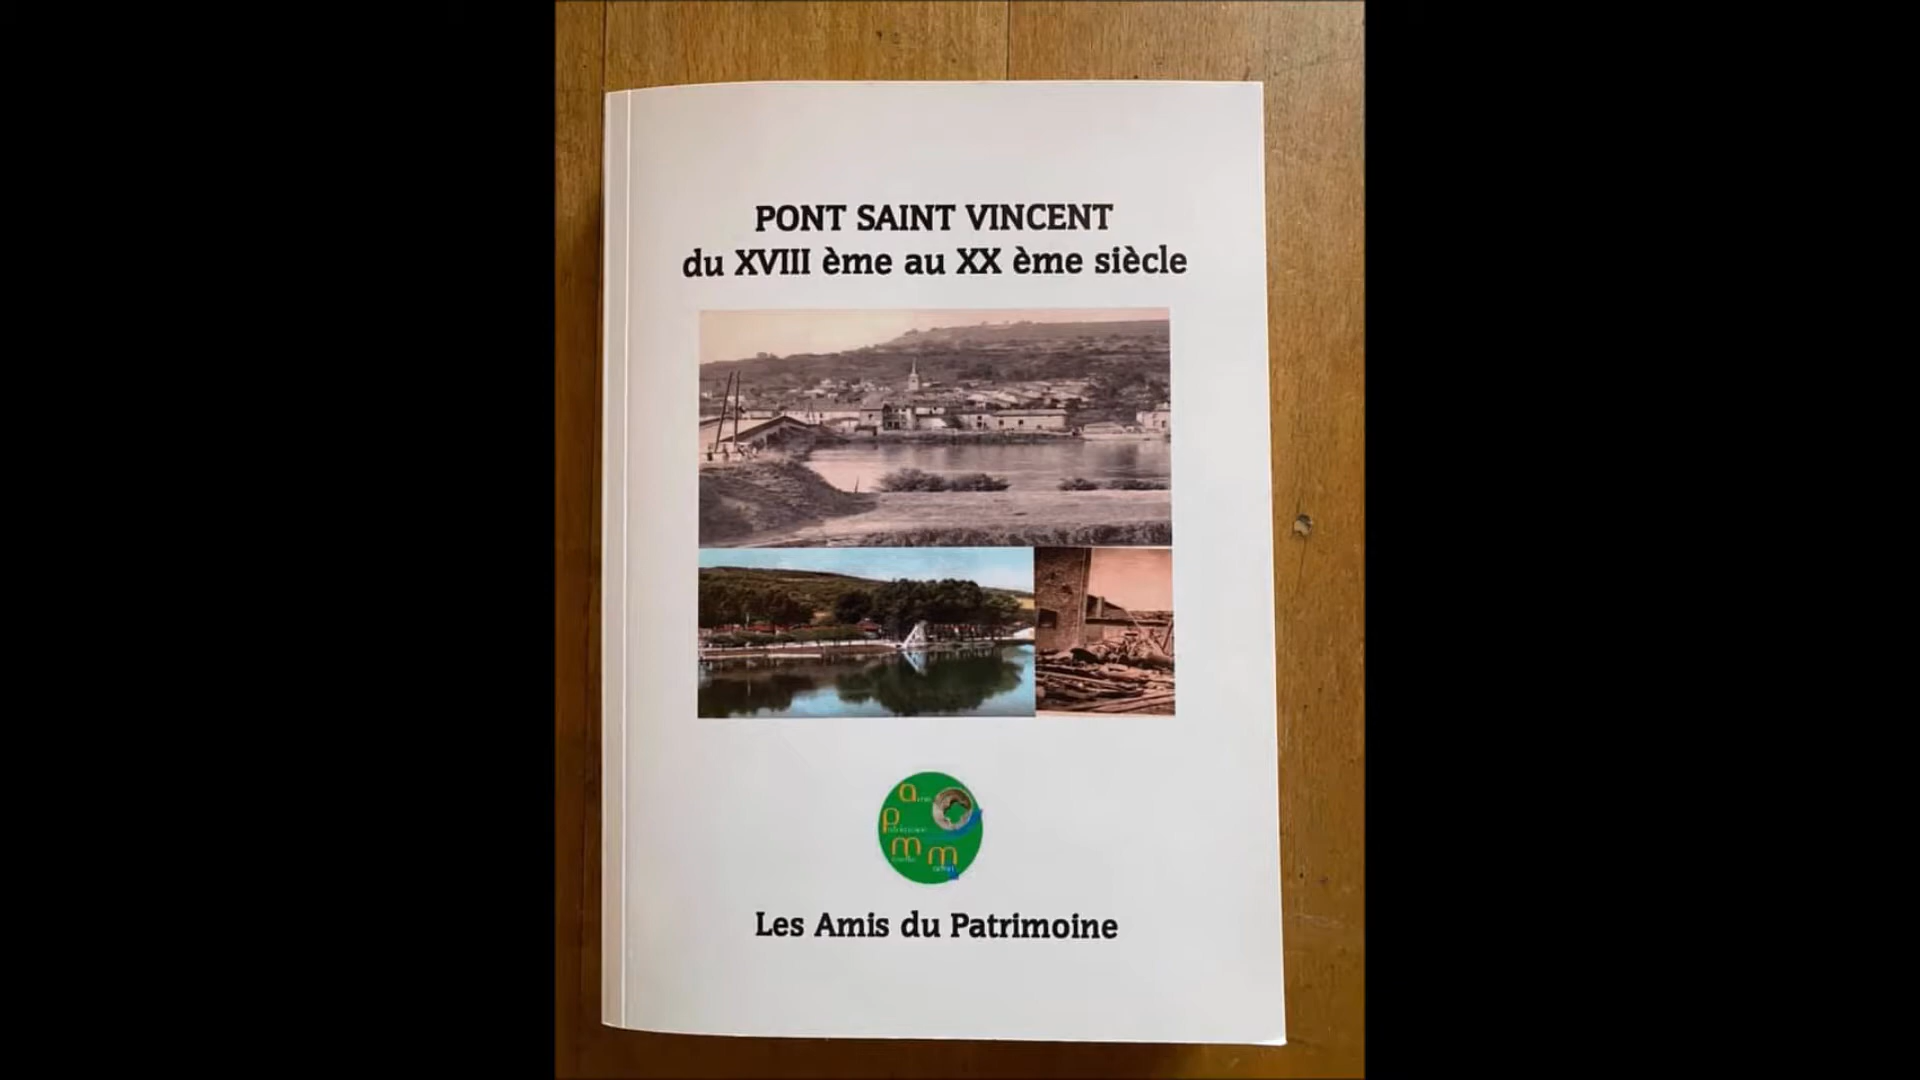 PONT SAINT VINCENT
du XVIII ème au XX ème siècle
a
p
m
m
Les Amis du Patrimoine